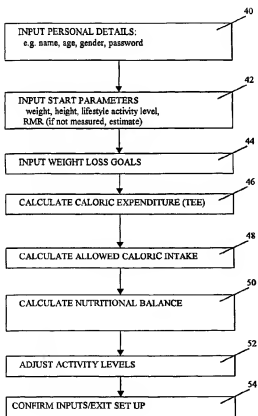 40
INPUT PERSONAL DETAILS:
e.g. name, age, gender, password
42
INPUT START PARAMETERS
weight, height, lifestyle activity level,
RMR (if not measured, estimate)
44
INPUT WEIGHT LOSS GOALS
46
CALCULATE CALORIC EXPENDITURE (TEE)
48
CALCULATE ALLOWED CALORIC INTAKE
50
CALCULATE NUTRITIONAL BALANCE
52
ADJUST ACTIVITY LEVELS
54
CONFIRM INPUTS/EXIT SET UP